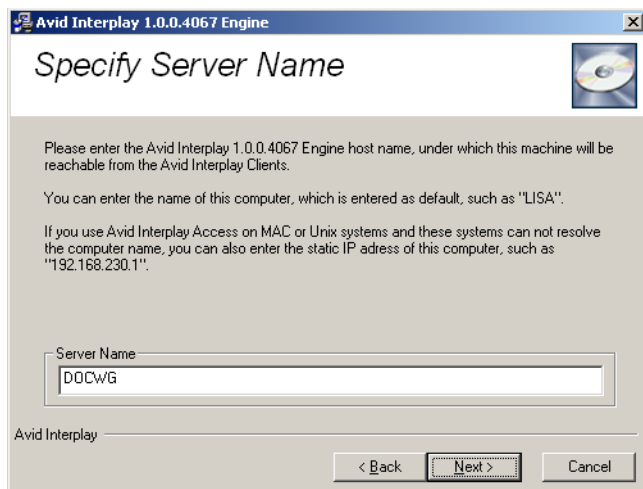 Avid Interplay 1.0.0.4067 Engine
Specify Server Name
Please enter the Avid Interplay 1.0.0.4067 Engine host name, under which this machine will be
reachable from the Avid Interplay Clients.
You can enter the name of this computer, which is entered as default, such as "LISA".
If you use Avid Interplay Access on MAC or Unix systems and these systems can not resolve
the computer name, you can also enter the static IP adress of this computer, such as
"192.168.230.1".
Server Name
DOCWG
Avid Interplay
< Back
Next >
Cancel